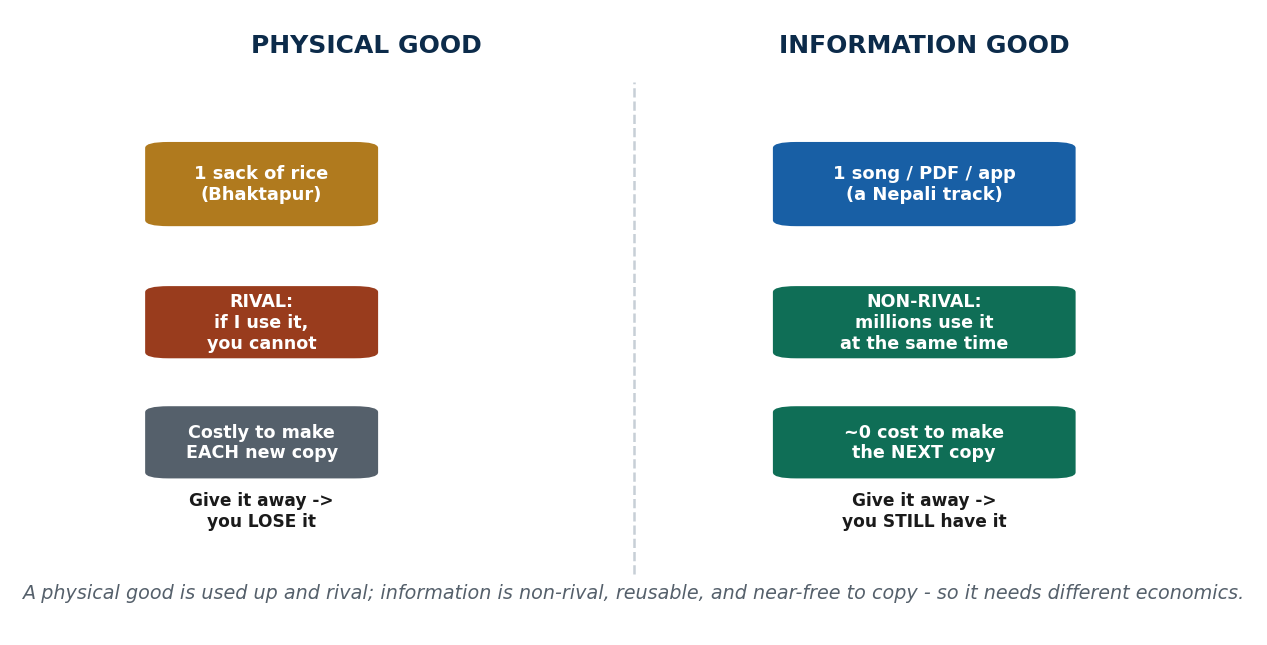 PHYSICAL GOOD
1 sack of rice
(Bhaktapur)
RIVAL:
if I use it,
you cannot
Costly to make
EACH new copy
Give it away ->
you LOSE it
INFORMATION GOOD
1 song / PDF / app
(a Nepali track)
NON-RIVAL:
millions use it
at the same time
~0 cost to make
the NEXT copy
Give it away ->
you STILL have it
A physical good is used up and rival; information is non-rival, reusable, and near-free to copy - so it needs different economics.